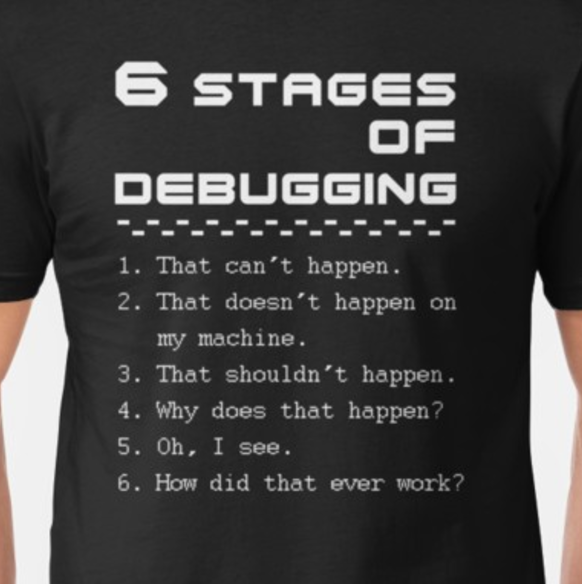 6 STAGES
OF
DEBUGGING
1. That can't happen.
2. That doesn't happen on
my machine.
3. That shouldn't happen.
4. Why does that happen?
5. Oh, I see.
6. How did that ever work?